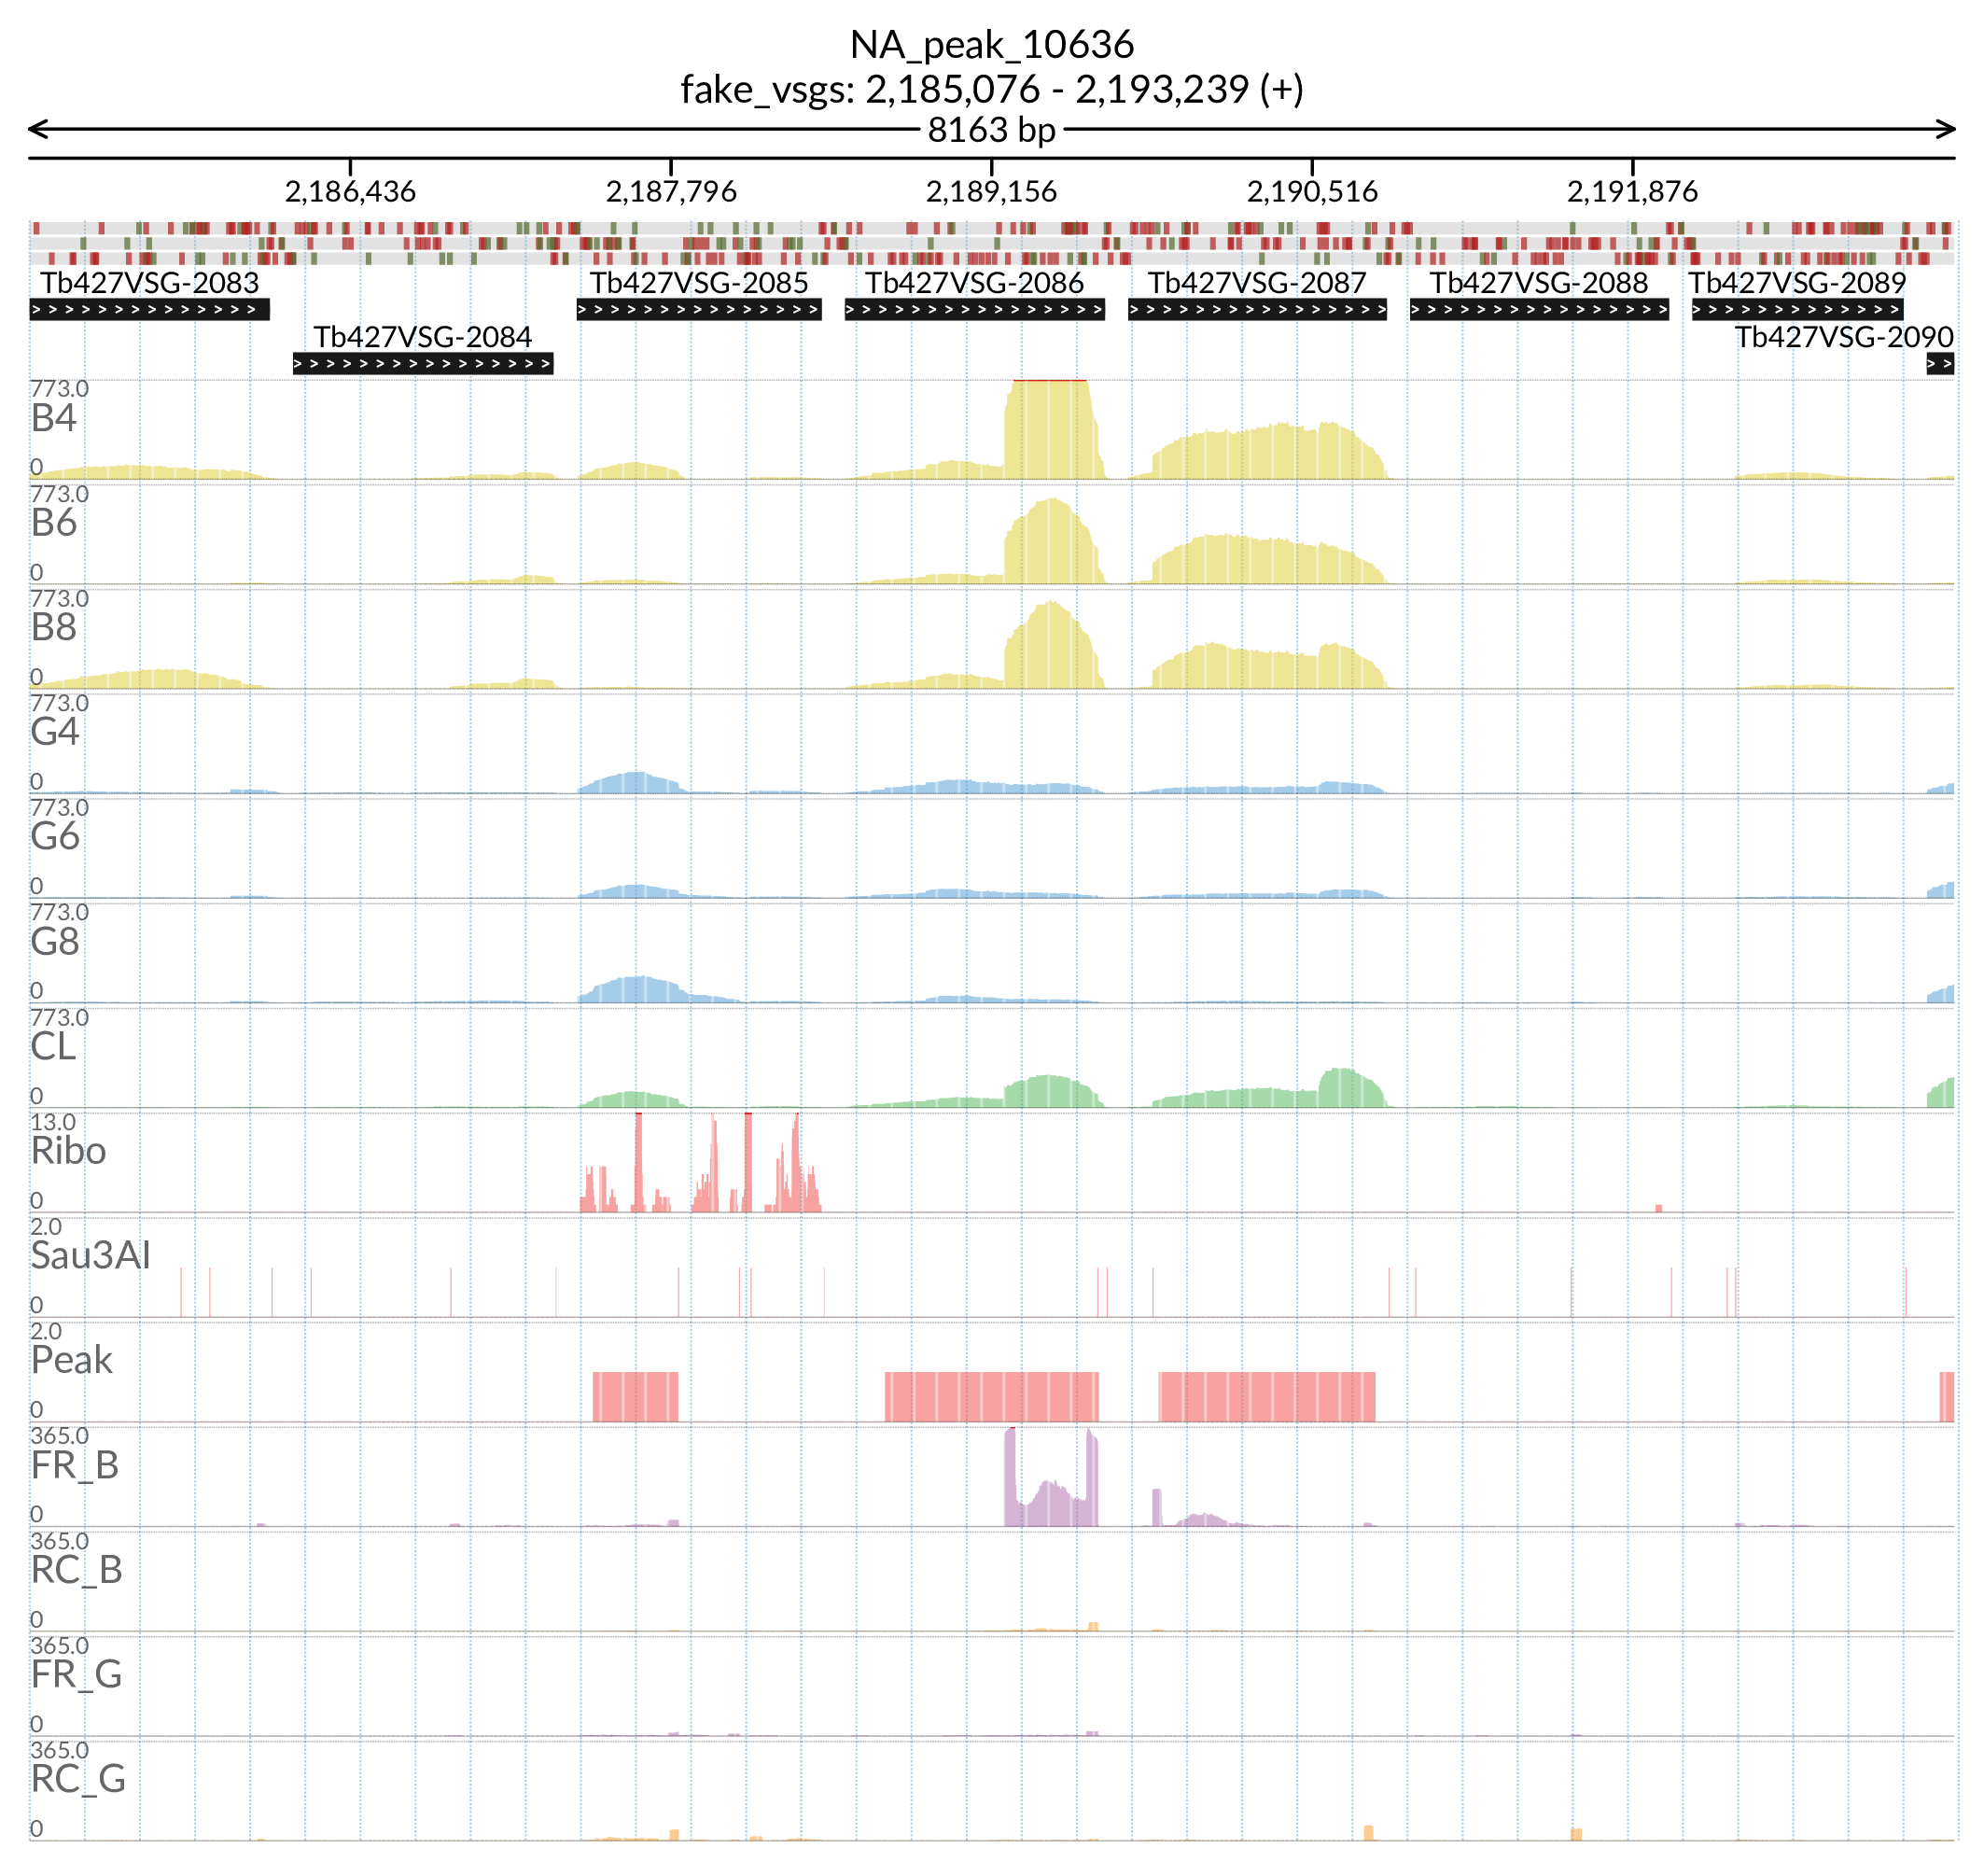 NA_peak_10636
fake_vsgs: 2,185,076 - 2,193,239 (+)
8163 bp
2,186,436 2,187,796 2,189,156 2,190,516 2,191,876
Tb427VSG-2083 Tb427VSG-2085 Tb427VSG-2086 Tb427VSG-2087 Tb427VSG-2088 Tb427VSG-2089
Tb427VSG-2084 Tb427VSG-2090
773.0
B4
0
773.0
B6
0
773.0
B8
0
773.0
G4
0
773.0
G6
0
773.0
G8
0
773.0
CL
0
13.0
Ribo
0
2.0
Sau3AI
0
2.0
Peak
0
365.0
FR_B
0
365.0
RC_B
0
365.0
FR_G
0
365.0
RC_G
0